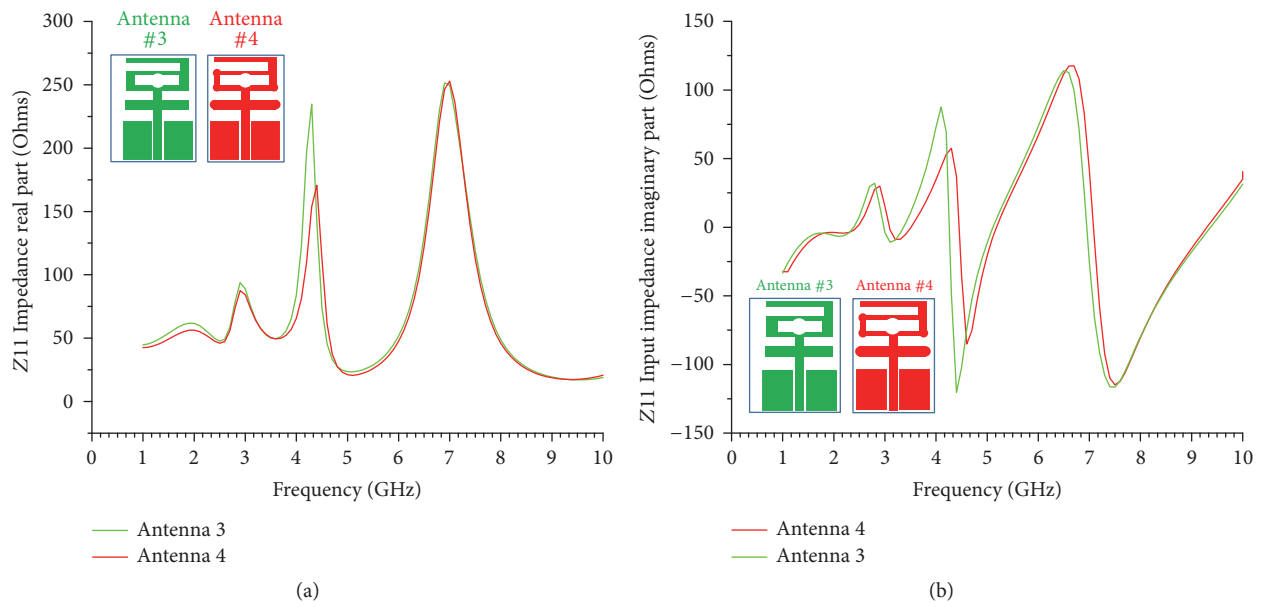 Antenna
#3
Antenna
#4
Z11 Impedance real part (Ohms)
300
250
200
150
100
50
0
0 1 2 3 4 5 6 7 8 9 10
Frequency (GHz)
Antenna 3
Antenna 4
(a)
Z11 Input impedance imaginary part (Ohms)
150
100
50
0
−50
−100
−150
Antenna #3
Antenna #4
0 1 2 3 4 5 6 7 8 9 10
Frequency (GHz)
Antenna 4
Antenna 3
(b)